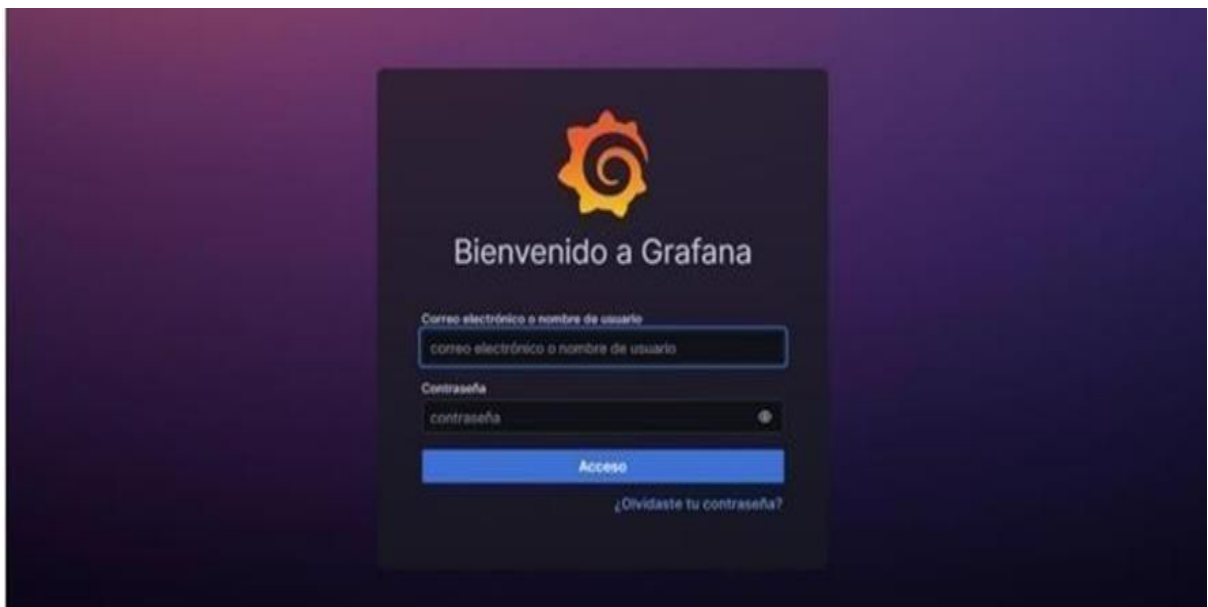 Bienvenido a Grafana
Correo electrónico o nombre de usuario
correo electrónico o nombre de usuario
Contraseña
contraseña
Acceso
¿Olvidaste tu contraseña?